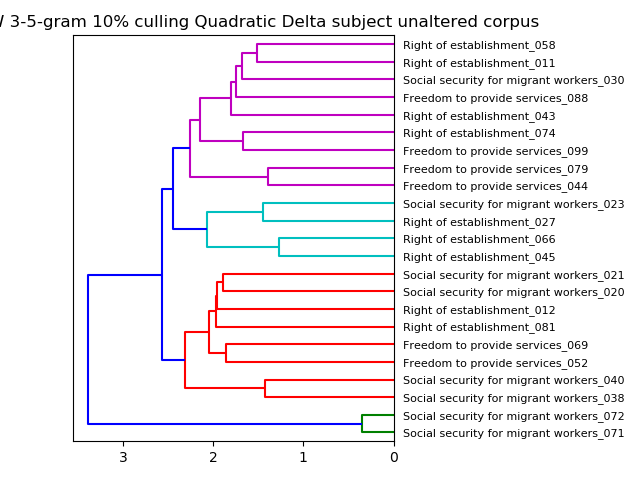 3-5-gram 10% culling Quadratic Delta subject unaltered corpus
Right of establishment_058
Right of establishment_011
Social security for migrant workers_030
Freedom to provide services_088
Right of establishment_043
Right of establishment_074
Freedom to provide services_099
Freedom to provide services_079
Freedom to provide services_044
Social security for migrant workers_023
Right of establishment_027
Right of establishment_066
Right of establishment_045
Social security for migrant workers_021
Social security for migrant workers_020
Right of establishment_012
Right of establishment_081
Freedom to provide services_069
Freedom to provide services_052
Social security for migrant workers_040
Social security for migrant workers_038
Social security for migrant workers_072
Social security for migrant workers_071
3 2 1 0